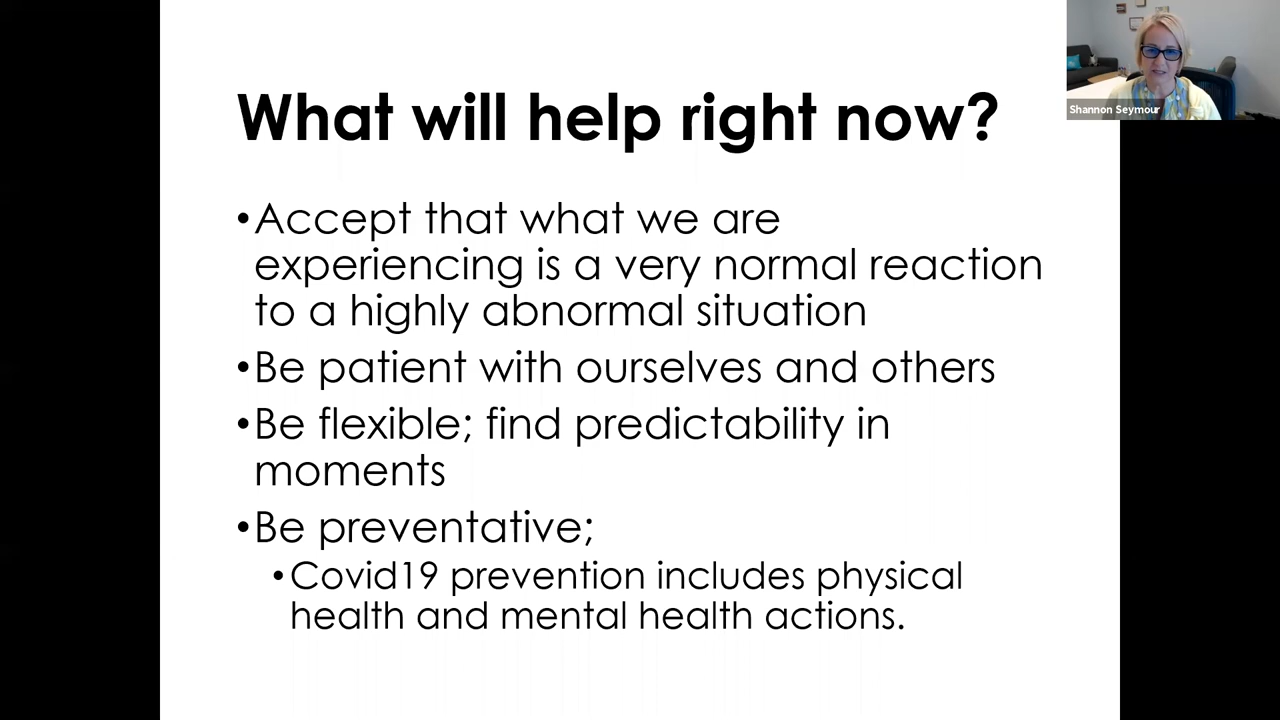 What will help right now?
Shannon Seymour
•Accept that what we are
experiencing is a very normal reaction
to a highly abnormal situation
•Be patient with ourselves and others
•Be flexible; find predictability in
moments
•Be preventative;
•Covid19 prevention includes physical
health and mental health actions.